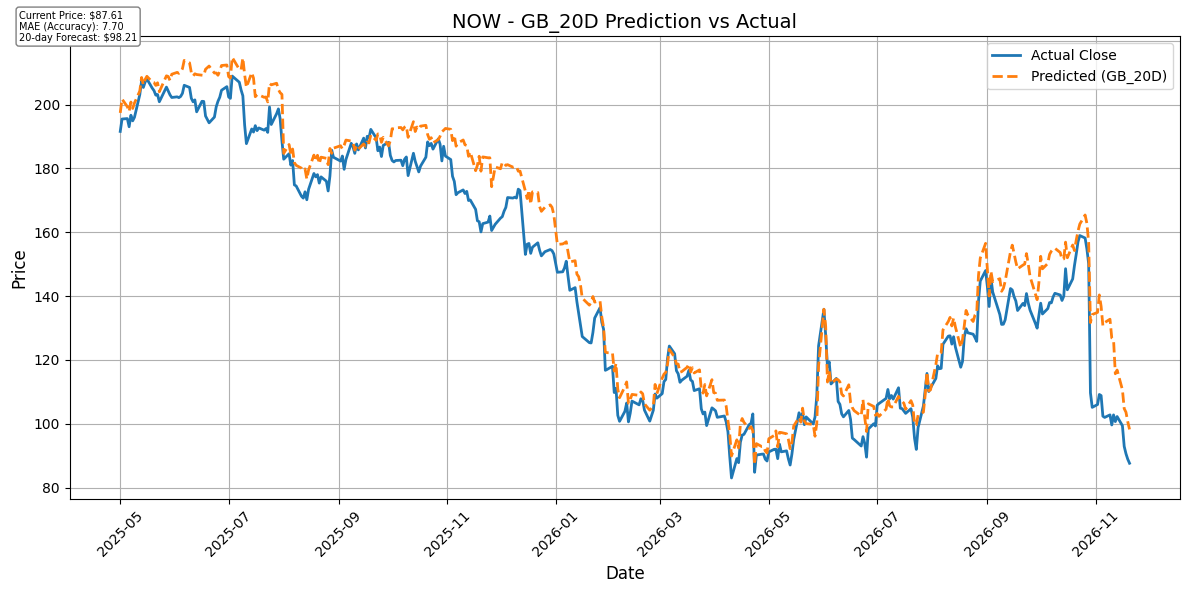 NOW - GB_20D Prediction vs Actual
Current Price: $87.61
MAE (Accuracy): 7.70
20-day Forecast: $98.21
Actual Close
Predicted (GB_20D)
Price
200
180
160
140
120
100
80
2025-05
2025-07
2025-09
2025-11
2026-01
2026-03
2026-05
2026-07
2026-09
2026-11
Date